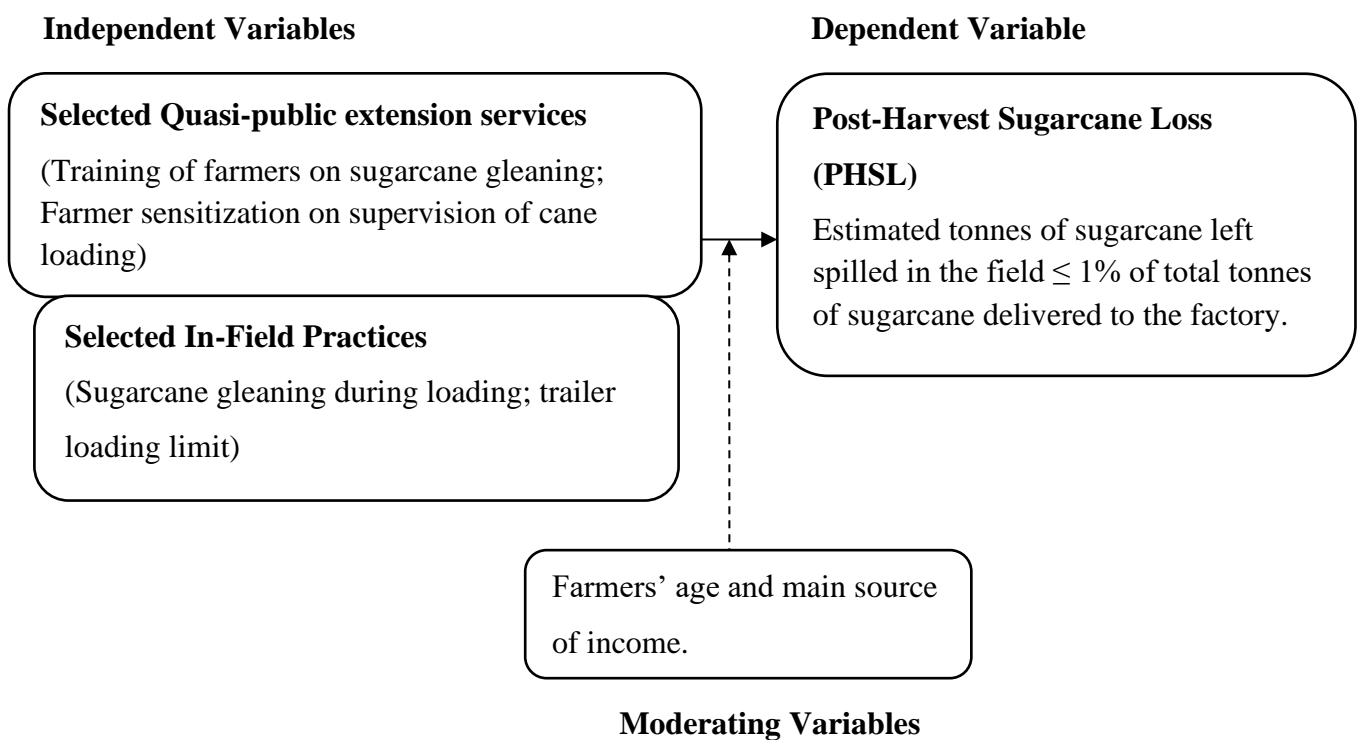 Independent Variables
Dependent Variable
Selected Quasi-public extension services
(Training of farmers on sugarcane gleaning;
Farmer sensitization on supervision of cane
loading)
Selected In-Field Practices
(Sugarcane gleaning during loading; trailer
loading limit)
Post-Harvest Sugarcane Loss
(PHSL)
Estimated tonnes of sugarcane left
spilled in the field ≤ 1% of total tonnes
of sugarcane delivered to the factory.
Farmers’ age and main source
of income.
Moderating Variables